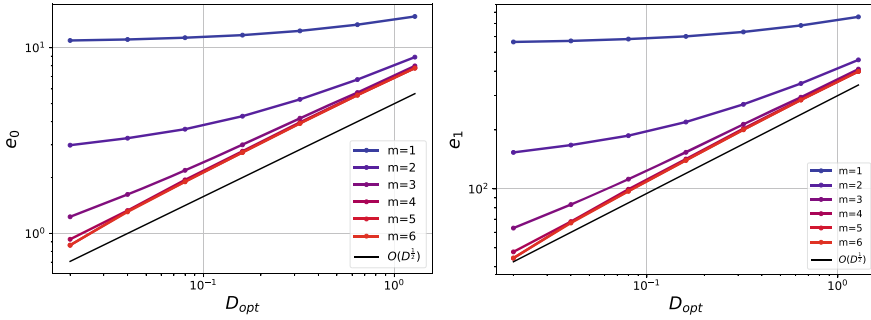 10¹
10⁰
e₀
10⁻¹
10⁰
D_opt
m=1
m=2
m=3
m=4
m=5
m=6
O(D^½)
10²
e₁
10⁻¹
10⁰
D_opt
m=1
m=2
m=3
m=4
m=5
m=6
O(D^½)